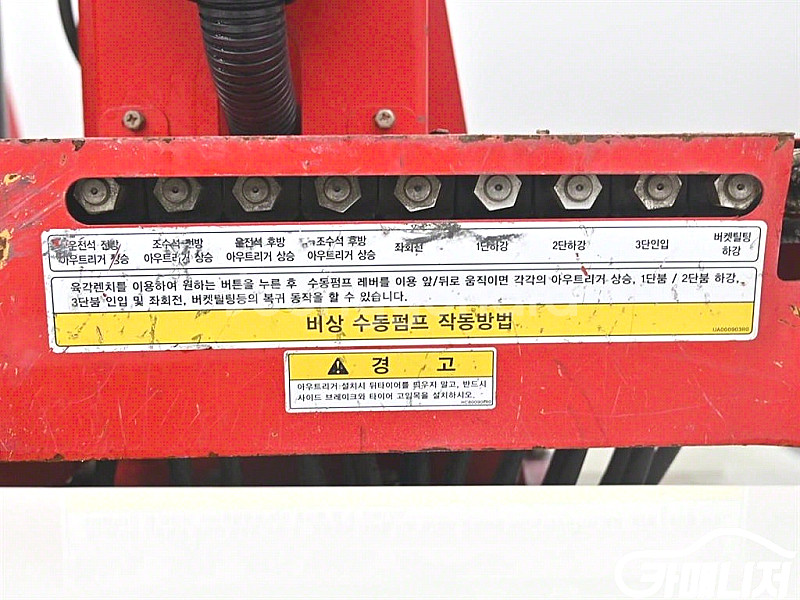 운전석 전방 조수석 전방 운전석 후방 조수석 후방 좌회전 1단하강 2단하강 3단인입 버켓틸팅
아우트리거 상승 아우트리거 상승 아우트리거 상승 아우트리거 상승 하강
육각렌치를 이용하여 원하는 버튼을 누른 후 수동펌프 레버를 이용 앞/뒤로 움직이면 각각의 아우트리거 상승, 1단붐 / 2단붐 하강,
3단붐 인입 및 좌회전, 버켓틸팅등의 복귀 동작을 할 수 있습니다.
비상 수동펌프 작동방법
UA00090380
경 고
아우트리거 설치시 뒤타이어를 띄우지 말고, 반드시
사이드 브레이크와 타이어 고임목을 설치하시오.
카매니저